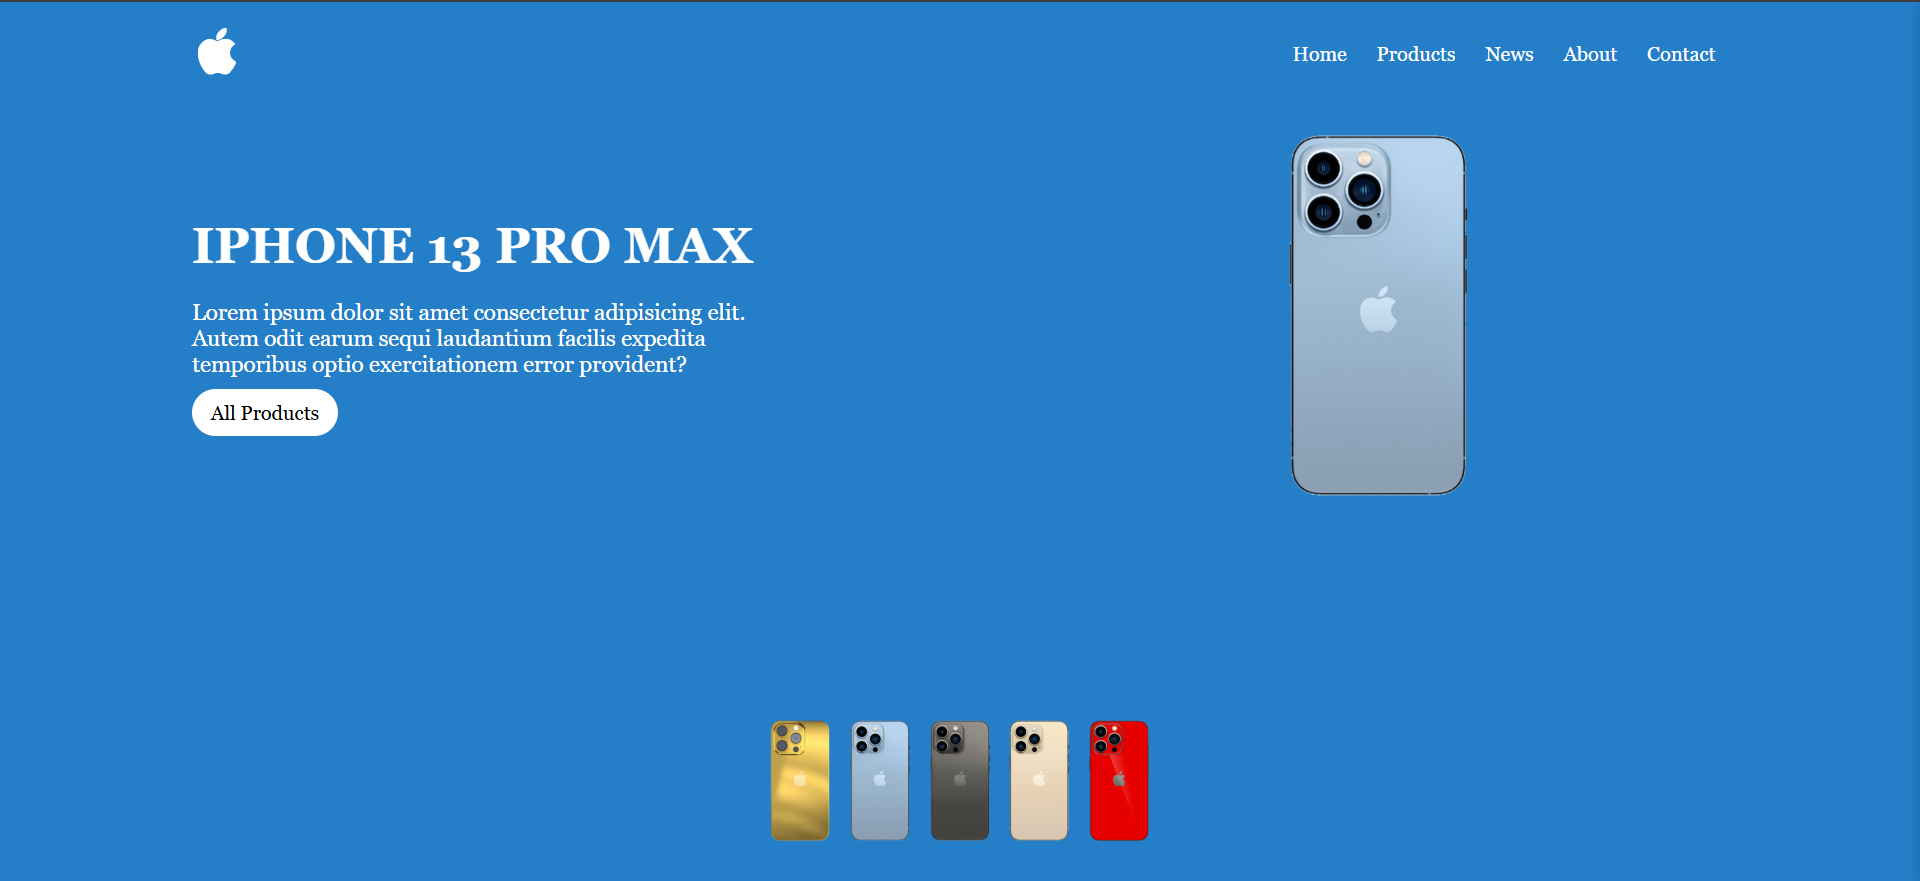 Home Products News About Contact
IPHONE 13 PRO MAX
Lorem ipsum dolor sit amet consectetur adipisicing elit.
Autem odit earum sequi laudantium facilis expedita
temporibus optio exercitationem error provident?
All Products